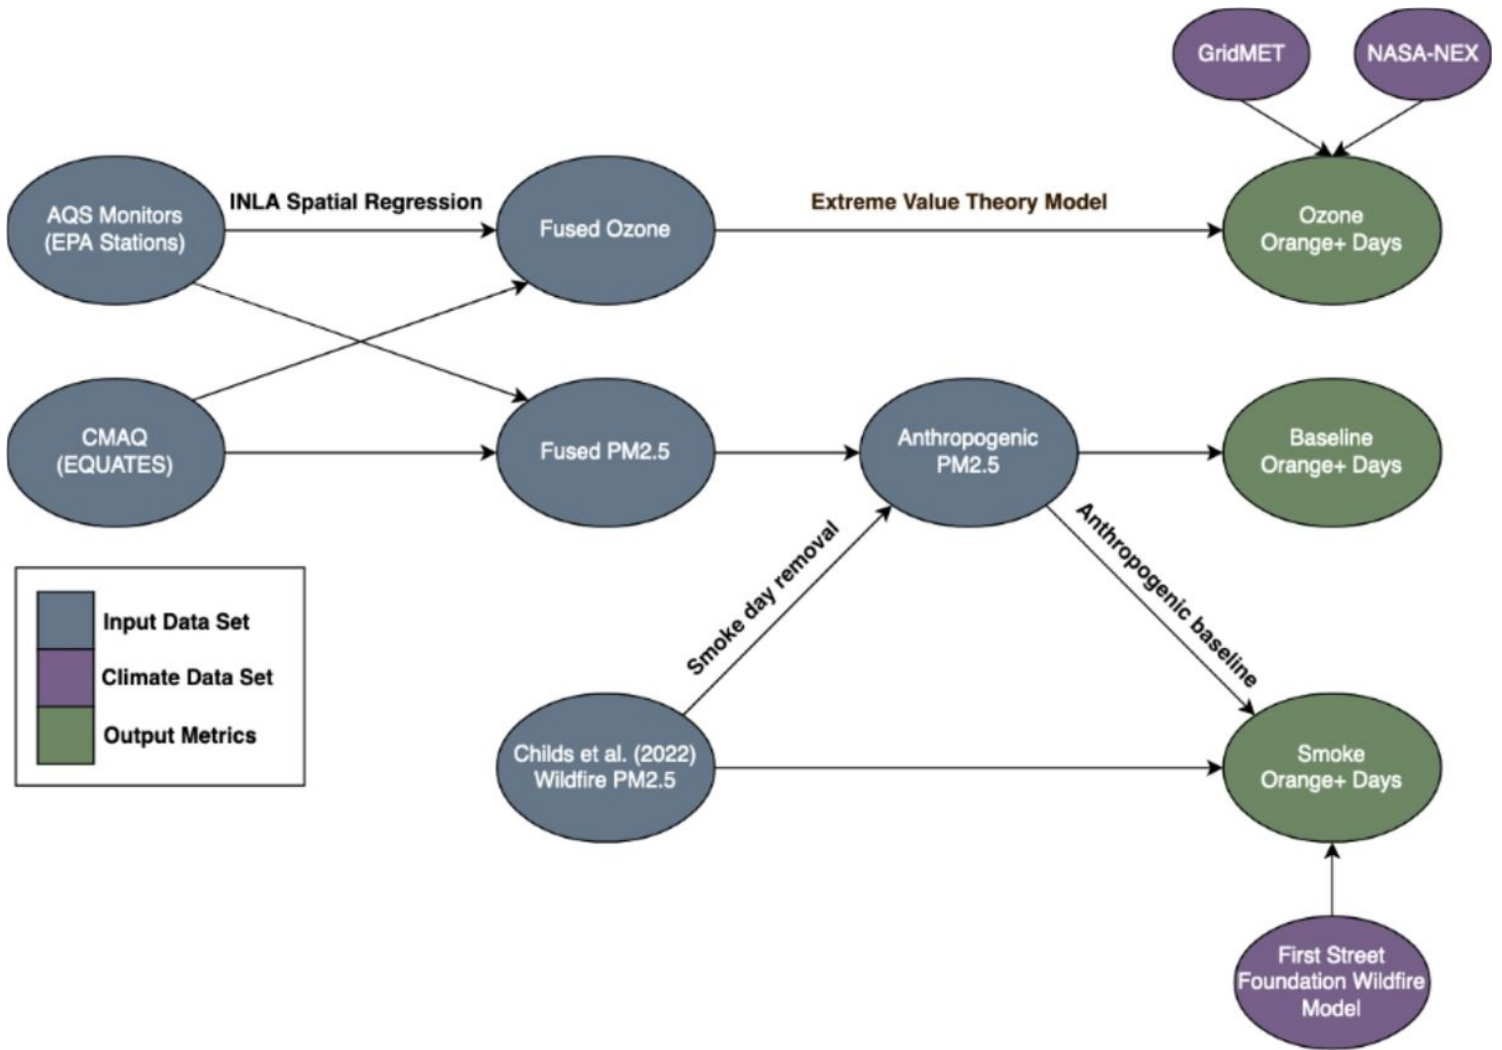 GridMET
NASA-NEX
AQS Monitors
(EPA Stations)
INLA Spatial Regression
Fused Ozone
Extreme Value Theory Model
Ozone
Orange+ Days
CMAQ
(EQUATES)
Fused PM2.5
Anthropogenic
PM2.5
Baseline
Orange+ Days
Smoke day removal
Anthropogenic baseline
Input Data Set
Climate Data Set
Output Metrics
Childs et al. (2022)
Wildfire PM2.5
Smoke
Orange+ Days
First Street
Foundation Wildfire
Model